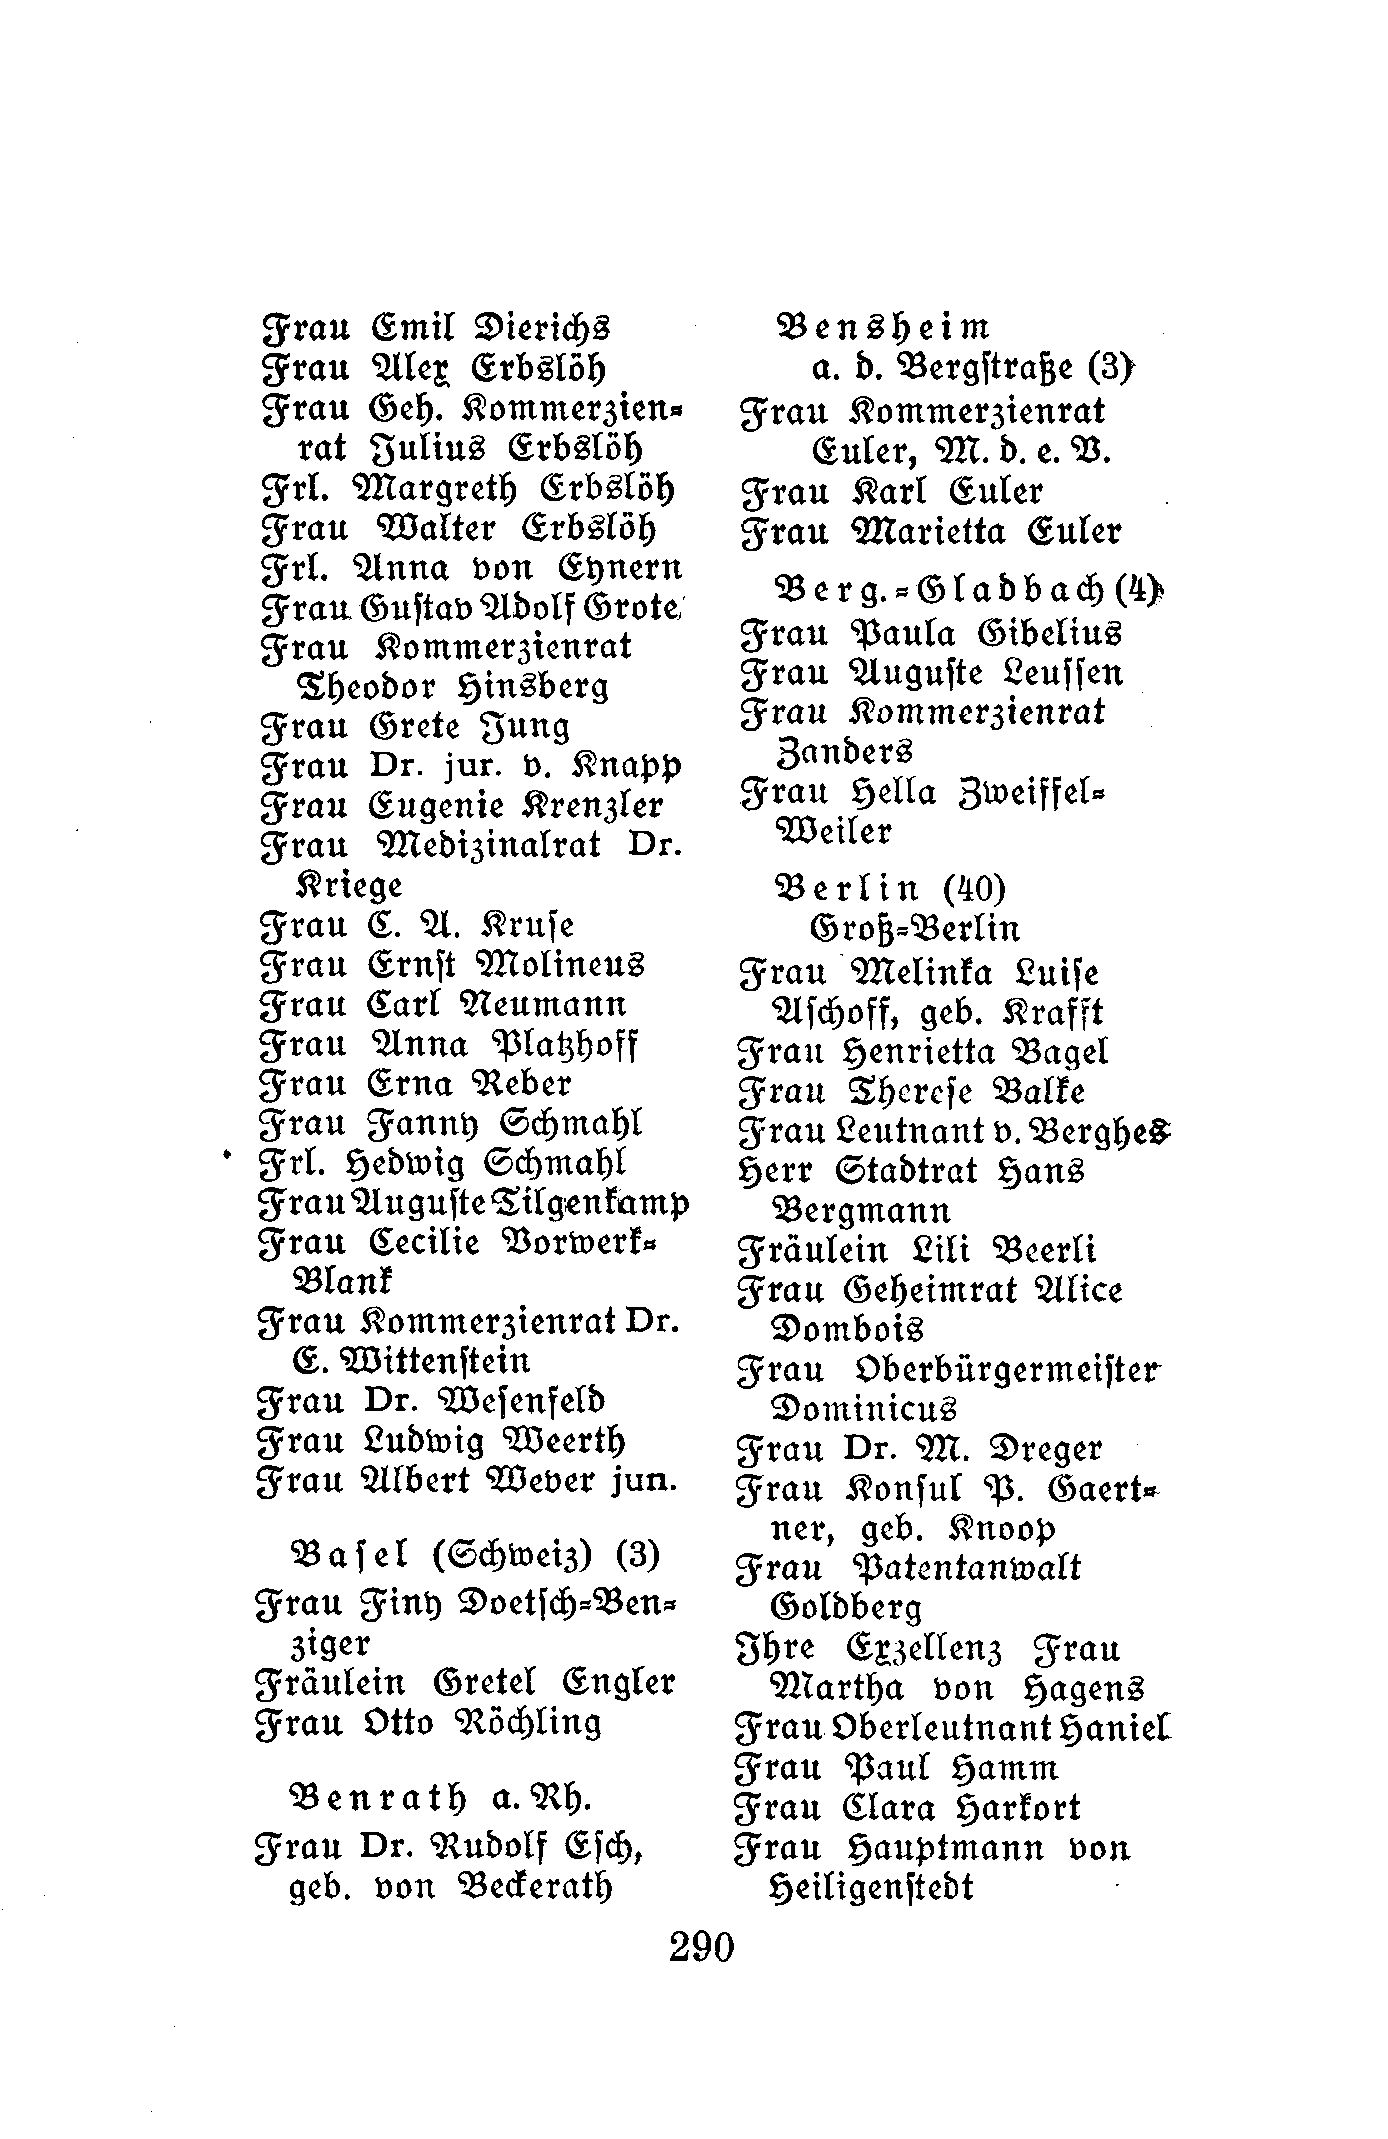 Frau Emil Dierichs
Frau Alex Erbslöh
Frau Geh. Kommerzien-
rat Julius Erbslöh
Frl. Margreth Erbslöh
Frau Walter Erbslöh
Frl. Anna von Eynern
Frau Gustav Adolf Grote
Frau Kommerzienrat
Theodor Hinsberg
Frau Grete Jung
Frau Dr. jur. v. Knapp
Frau Eugenie Krenzler
Frau Medizinalrat Dr.
Kriege
Frau C. A. Kruse
Frau Ernst Molineus
Frau Carl Neumann
Frau Anna Platzhoff
Frau Erna Reber
Frau Fanny Schmahl
Frl. Hedwig Schmahl
Frau Auguste Tilgenkamp
Frau Cecilie Vorwerk-
Blank
Frau Kommerzienrat Dr.
E. Wittenstein
Frau Dr. Wesenfeld
Frau Ludwig Weerth
Frau Albert Wever jun.
Basel (Schweiz) (3)
Frau Finy Doetsch-Ben-
ziger
Fräulein Gretel Engler
Frau Otto Röchling
Benrath a. Rh.
Frau Dr. Rudolf Esch,
geb. von Beckerath
Bensheim
a. d. Bergstraße (3)
Frau Kommerzienrat
Euler, M. d. e. V.
Frau Karl Euler
Frau Marietta Euler
Berg.-Gladbach (4)
Frau Paula Gibelius
Frau Auguste Leussen
Frau Kommerzienrat
Zanders
Frau Hella Zweiffel-
Weiler
Berlin (40)
Groß-Berlin
Frau Melinka Luise
Aschoff, geb. Krafft
Frau Henrietta Bagel
Frau Therese Balke
Frau Leutnant v. Berghes
Herr Stadtrat Hans
Bergmann
Fräulein Lili Beerli
Frau Geheimrat Alice
Dombois
Frau Oberbürgermeister
Dominicus
Frau Dr. M. Dreger
Frau Konsul P. Gaert-
ner, geb. Knoop
Frau Patentanwalt
Goldberg
Ihre Exzellenz Frau
Martha von Hagens
Frau Oberleutnant Haniel
Frau Paul Hamm
Frau Clara Harkort
Frau Hauptmann von
Heiligenstedt
290